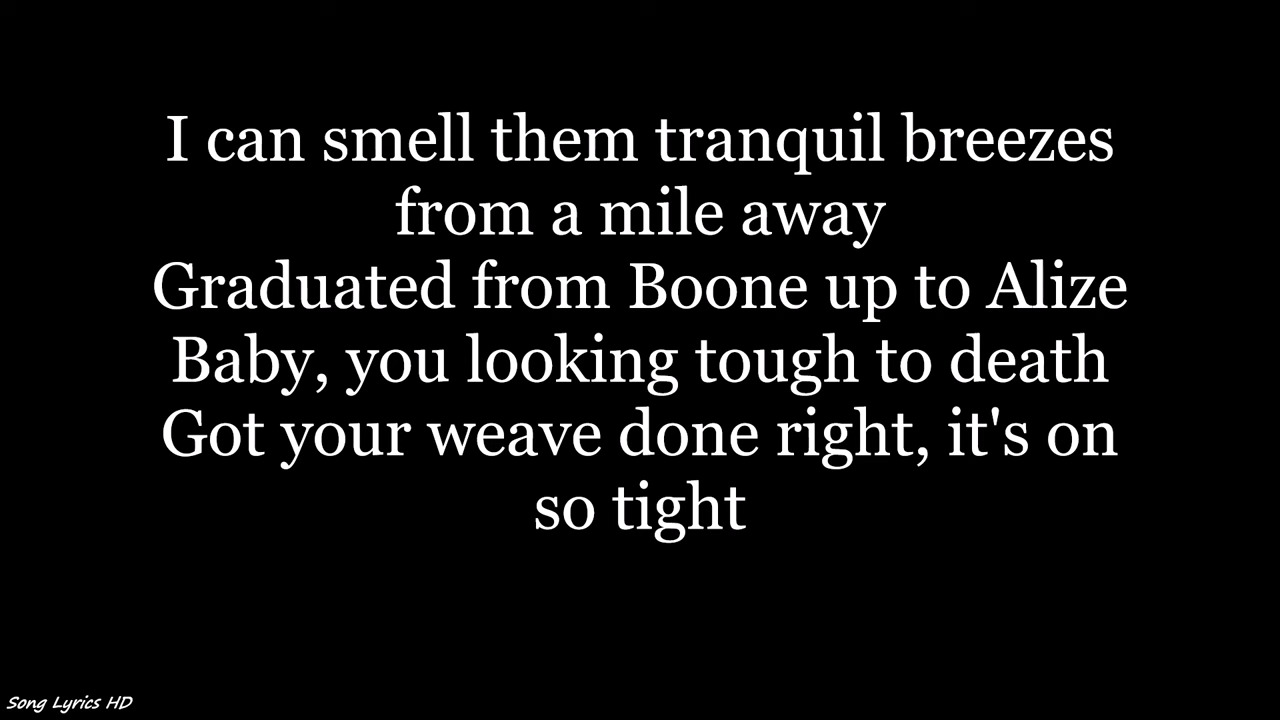 I can smell them tranquil breezes
from a mile away
Graduated from Boone up to Alize
Baby, you looking tough to death
Got your weave done right, it's on
so tight
Song Lyrics HD